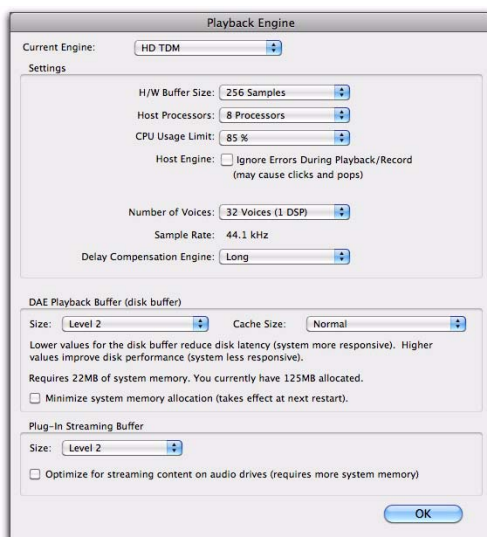 Playback Engine
Current Engine: HD TDM
Settings
H/W Buffer Size: 256 Samples
Host Processors: 8 Processors
CPU Usage Limit: 85 %
Host Engine: Ignore Errors During Playback/Record
(may cause clicks and pops)
Number of Voices: 32 Voices (1 DSP)
Sample Rate: 44.1 kHz
Delay Compensation Engine: Long
DAE Playback Buffer (disk buffer)
Size: Level 2 Cache Size: Normal
Lower values for the disk buffer reduce disk latency (system more responsive). Higher
values improve disk performance (system less responsive).
Requires 22MB of system memory. You currently have 125MB allocated.
Minimize system memory allocation (takes effect at next restart).
Plug-In Streaming Buffer
Size: Level 2
Optimize for streaming content on audio drives (requires more system memory)
OK